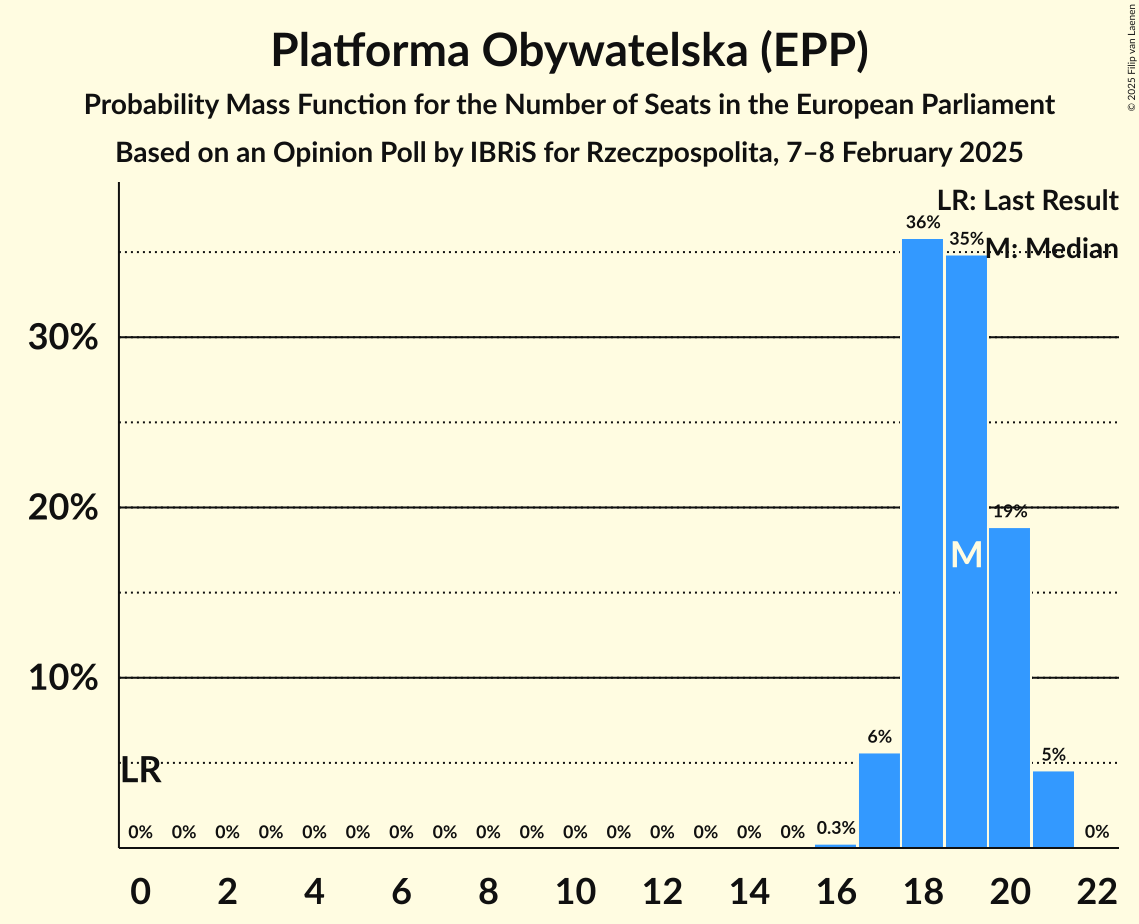 Platforma Obywatelska (EPP)
Probability Mass Function for the Number of Seats in the European Parliament
Based on an Opinion Poll by IBRiS for Rzeczpospolita, 7–8 February 2025
© 2025 Filip van Laenen
LR: Last Result
M: Median
36%
35%
30%
20%
19%
M
10%
6%
5%
LR
0% 0% 0% 0% 0% 0% 0% 0% 0% 0% 0% 0% 0% 0% 0% 0% 0.3% 0%
0 2 4 6 8 10 12 14 16 18 20 22